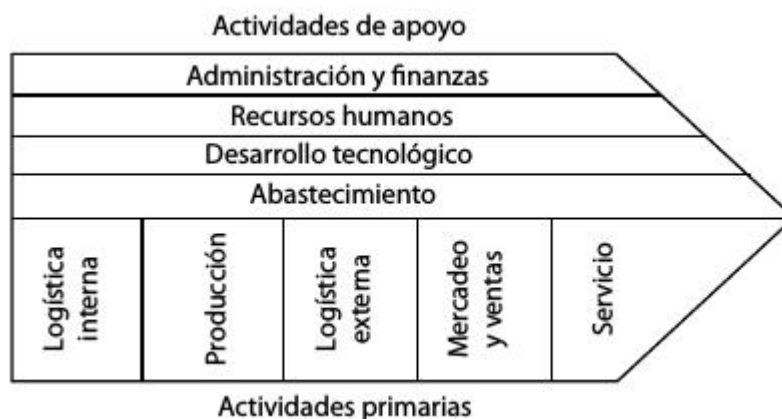 Actividades de apoyo
Administración y finanzas
Recursos humanos
Desarrollo tecnológico
Abastecimiento
Logística
interna
Producción
Logística
externa
Mercadeo
y ventas
Servicio
Actividades primarias